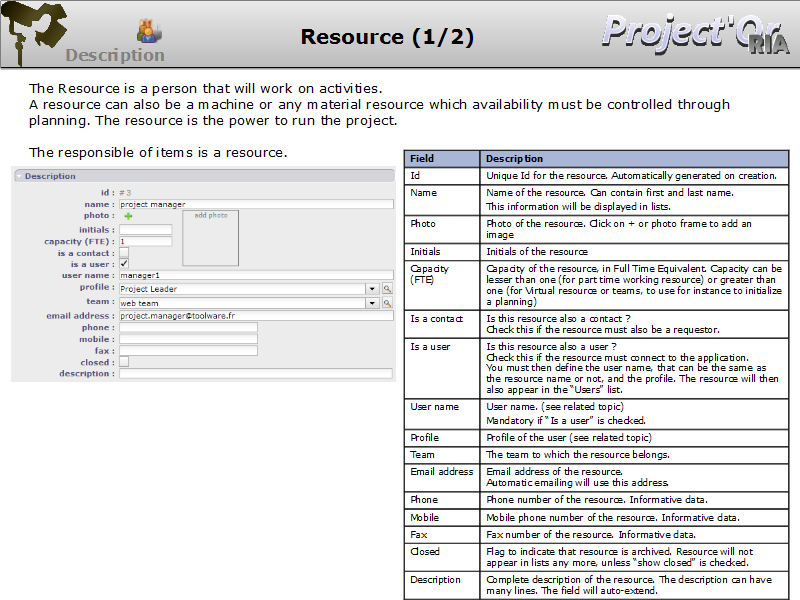 Description
Resource (1/2)
Project'Or
RIA
The Resource is a person that will work on activities.
A resource can also be a machine or any material resource which availability must be controlled through
planning. The resource is the power to run the project.
The responsible of items is a resource.
Description
id : #3
name : project manager
photo :
add photo
initials :
capacity (FTE) : 1
is a contact :
is a user :
user name : manager1
profile : Project Leader
team : web team
email address : project.manager@toolware.fr
phone :
mobile :
fax :
closed :
description :
Field Description
Id Unique Id for the resource. Automatically generated on creation.
Name Name of the resource. Can contain first and last name.
This information will be displayed in lists.
Photo Photo of the resource. Click on + or photo frame to add an
image
Initials Initials of the resource
Capacity Capacity of the resource, in Full Time Equivalent. Capacity can be
(FTE) lesser than one (for part time working resource) or greater than
one (for Virtual resource or teams, to use for instance to initialize
a planning)
Is a contact Is this resource also a contact ?
Check this if the resource must also be a requestor.
Is a user Is this resource also a user ?
Check this if the resource must connect to the application.
You must then define the user name, that can be the same as
the resource name or not, and the profile. The resource will then
also appear in the “Users” list.
User name User name. (see related topic)
Mandatory if “Is a user” is checked.
Profile Profile of the user (see related topic)
Team The team to which the resource belongs.
Email address Email address of the resource.
Automatic emailing will use this address.
Phone Phone number of the resource. Informative data.
Mobile Mobile phone number of the resource. Informative data.
Fax Fax number of the resource. Informative data.
Closed Flag to indicate that resource is archived. Resource will not
appear in lists any more, unless “show closed” is checked.
Description Complete description of the resource. The description can have
many lines. The field will auto-extend.